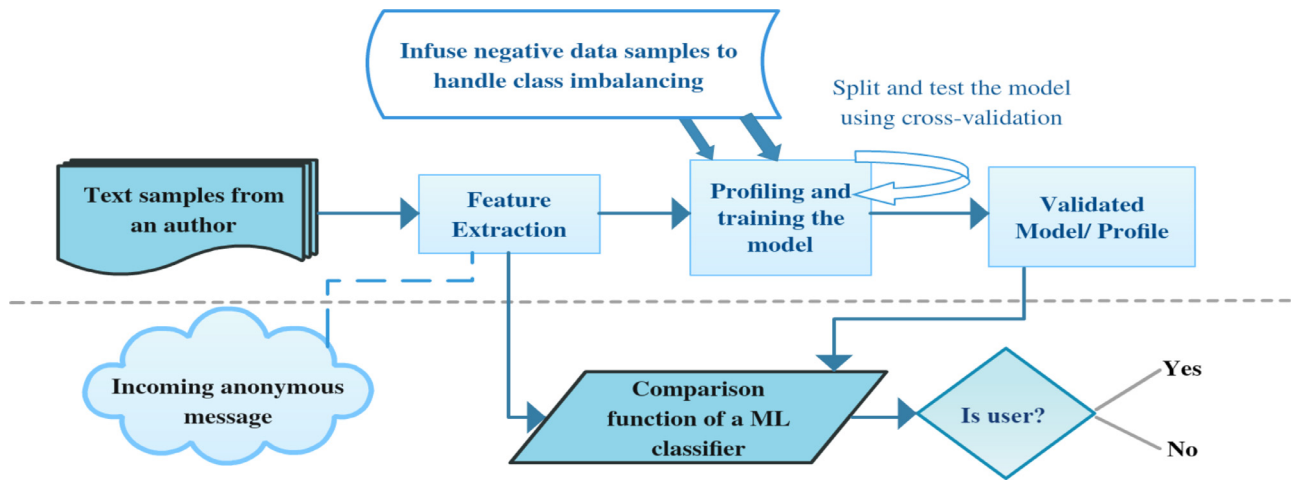 Infuse negative data samples to
handle class imbalancing
Split and test the model
using cross-validation
Text samples from
an author
Feature
Extraction
Profiling and
training the
model
Validated
Model/ Profile
Incoming anonymous
message
Comparison
function of a ML
classifier
Is user?
Yes
No